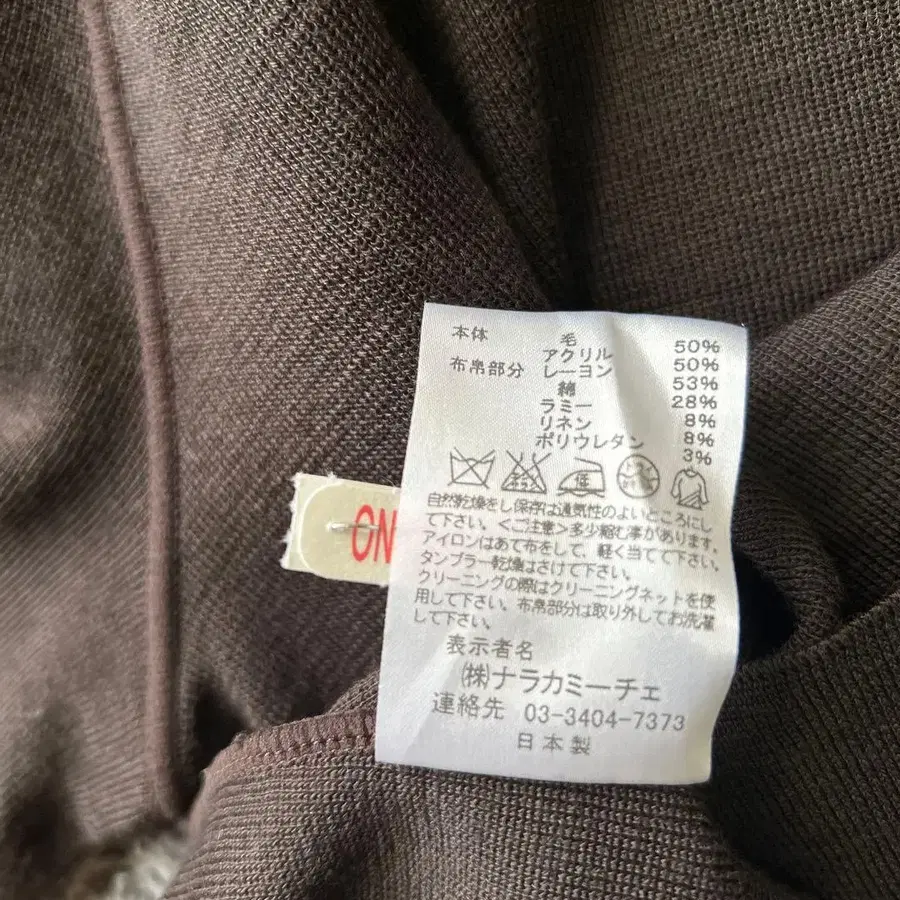 本体 毛 50%
アクリル 50%
布帛部分 レーヨン 53%
綿 28%
ラミー 8%
リネン 8%
ポリウレタン 3%
低
自然乾燥をし保存は通気性のよいところにし
て下さい。<ご注意>多少縮む事があります。
アイロンはあて布をして、軽く当てて下さい。
タンブラー乾燥はさけて下さい。
クリーニングの際はクリーニングネットを使
用して下さい。布帛部分は取り外してお洗濯
して下さい。
表示者名
(株)ナラカミーチェ
連絡先 03-3404-7373
日本製
ON